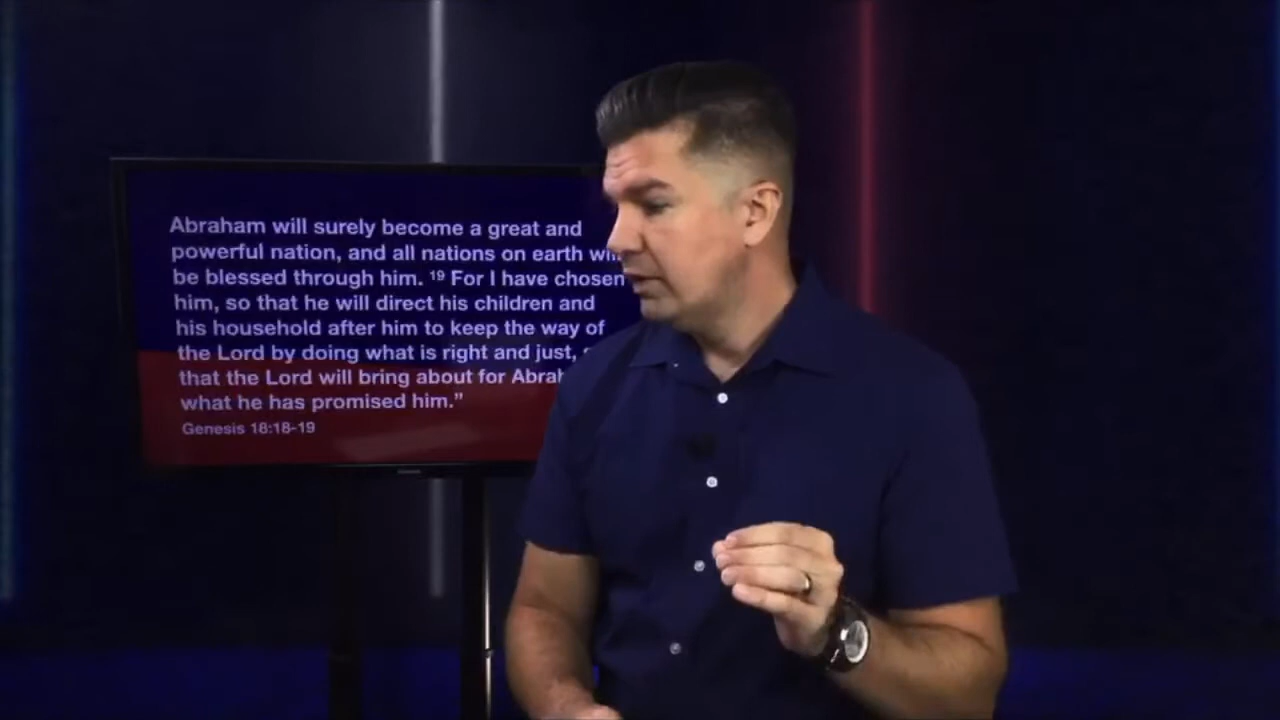 Abraham will surely become a great and
powerful nation, and all nations on earth
be blessed through him. ¹⁹ For I have chosen
him, so that he will direct his children and
his household after him to keep the way of
the Lord by doing what is right and just,
that the Lord will bring about for
what he has promised him.”
Genesis 18:18-19